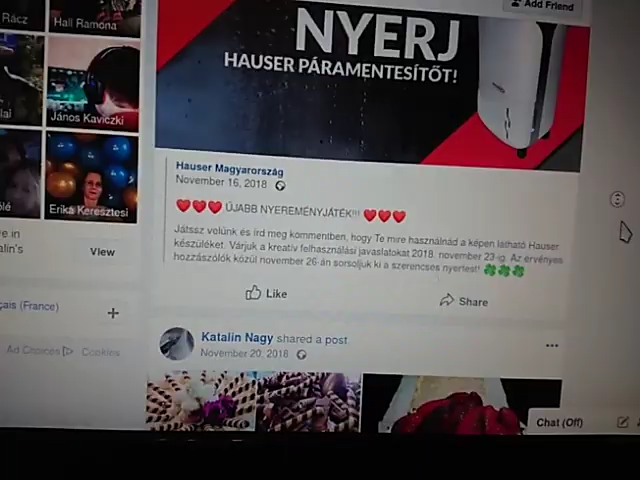 Add Friend
Rácz
Hall Ramona
NYERJ
HAUSER PÁRAMENTESÍTŐT!
János Kaviczki
Erika Keresztesi
Hauser Magyarország
November 16, 2018
ÚJABB NYEREMÉNYJÁTÉK!!!
Játssz velünk és írd meg kommentben, hogy Te mire használnád a képen látható Hauser
készüléket. Várjuk a kreatív felhasználási javaslatokat 2018. november 23-ig. Az érvényes
hozzászólók közül november 26-án sorsoljuk ki a szerencsés nyertest!
View
Like
Share
(France)
Ad Choices
Cookies
Katalin Nagy shared a post
November 20, 2018
Chat (Off)